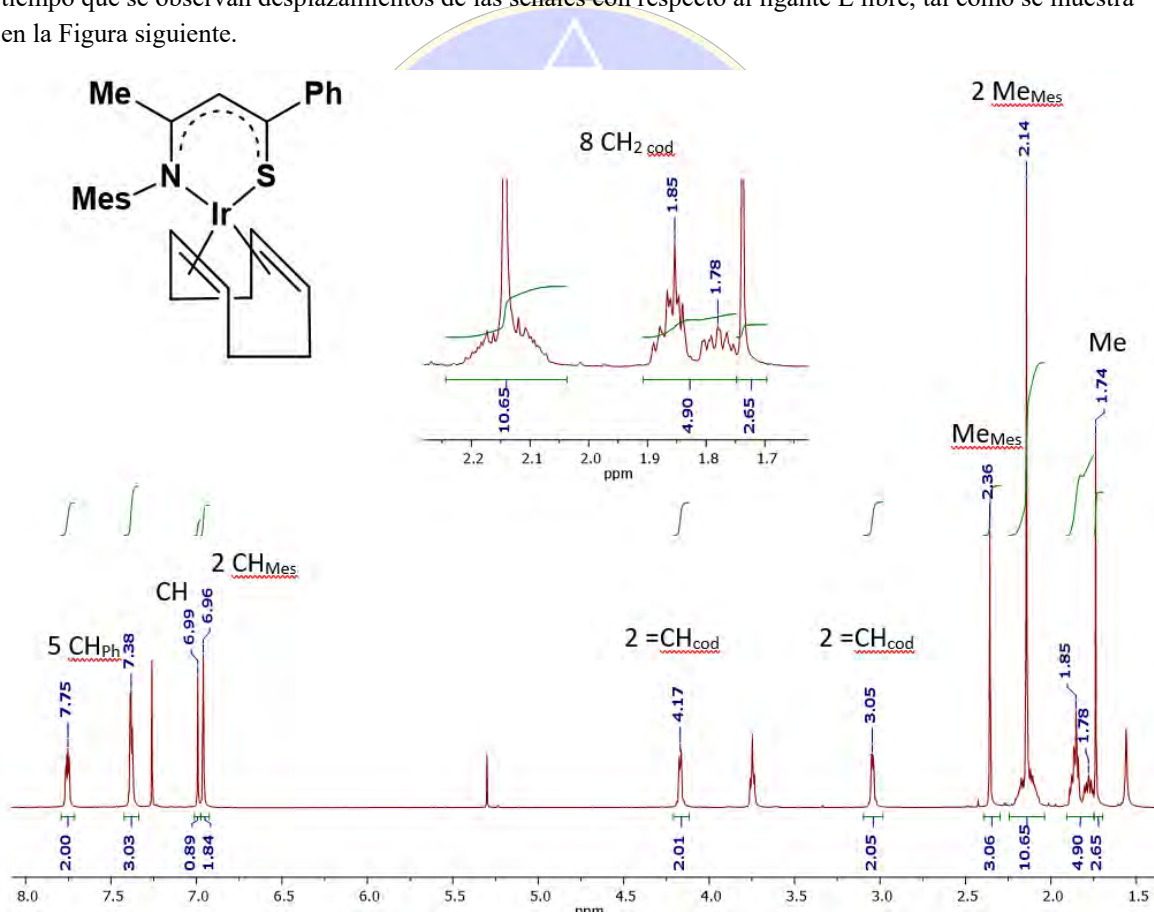 tiempo que se observan desplazamientos de las señales con respecto al ligante L libre, tal como se muestra
en la Figura siguiente.
Me
Ph
N
S
Mes
Ir
8 CH2 cod
1.85
1.78
10.65
4.90
2.65
2.2 2.1 2.0 1.9 1.8 1.7
ppm
2 MeMes
2.14
Me
1.74
MeMes
2.36
2 CHMes
CH
6.99
6.96
5 CHPh
7.75
7.38
2 =CHcod
4.17
2 =CHcod
3.05
1.85
1.78
2.00
3.03
0.89
1.84
2.01
2.05
3.06
10.65
4.90
2.65
8.0 7.5 7.0 6.5 6.0 5.5 5.0 4.5 4.0 3.5 3.0 2.5 2.0 1.5
ppm